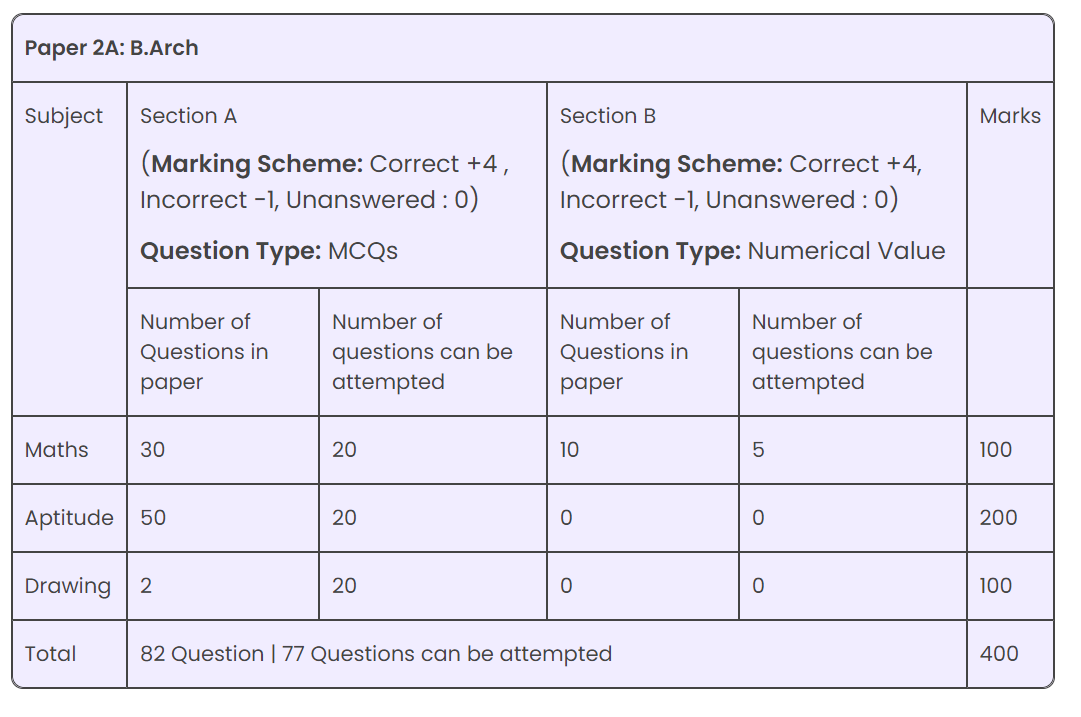 Paper 2A: B.Arch
Subject
Section A
(Marking Scheme: Correct +4 ,
Incorrect -1, Unanswered : 0)
Question Type: MCQs
Section B
(Marking Scheme: Correct +4,
Incorrect -1, Unanswered : 0)
Question Type: Numerical Value
Marks
Number of
Questions in
paper
Number of
questions can be
attempted
Number of
Questions in
paper
Number of
questions can be
attempted
Maths 30 20 10 5 100
Aptitude 50 20 0 0 200
Drawing 2 20 0 0 100
Total 82 Question | 77 Questions can be attempted 400